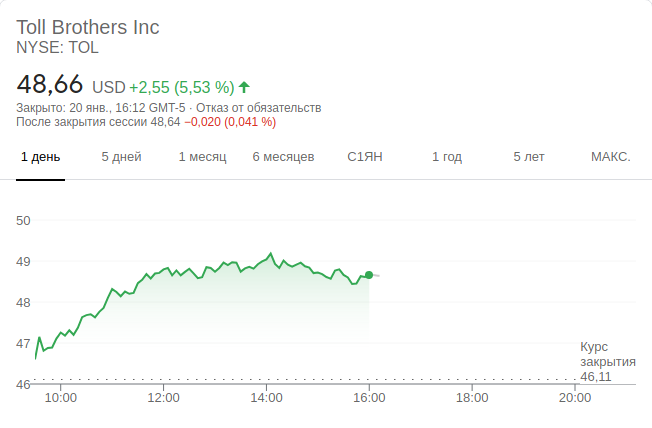 Toll Brothers Inc
NYSE: TOL
48,66 USD +2,55 (5,53 %)
Закрыто: 20 янв., 16:12 GMT-5 · Отказ от обязательств
После закрытия сессии 48,64 −0,020 (0,041 %)
1 день 5 дней 1 месяц 6 месяцев С1ЯН 1 год 5 лет МАКС.
50
49
48
47
Курс
закрытия
46,11
46
10:00 12:00 14:00 16:00 18:00 20:00